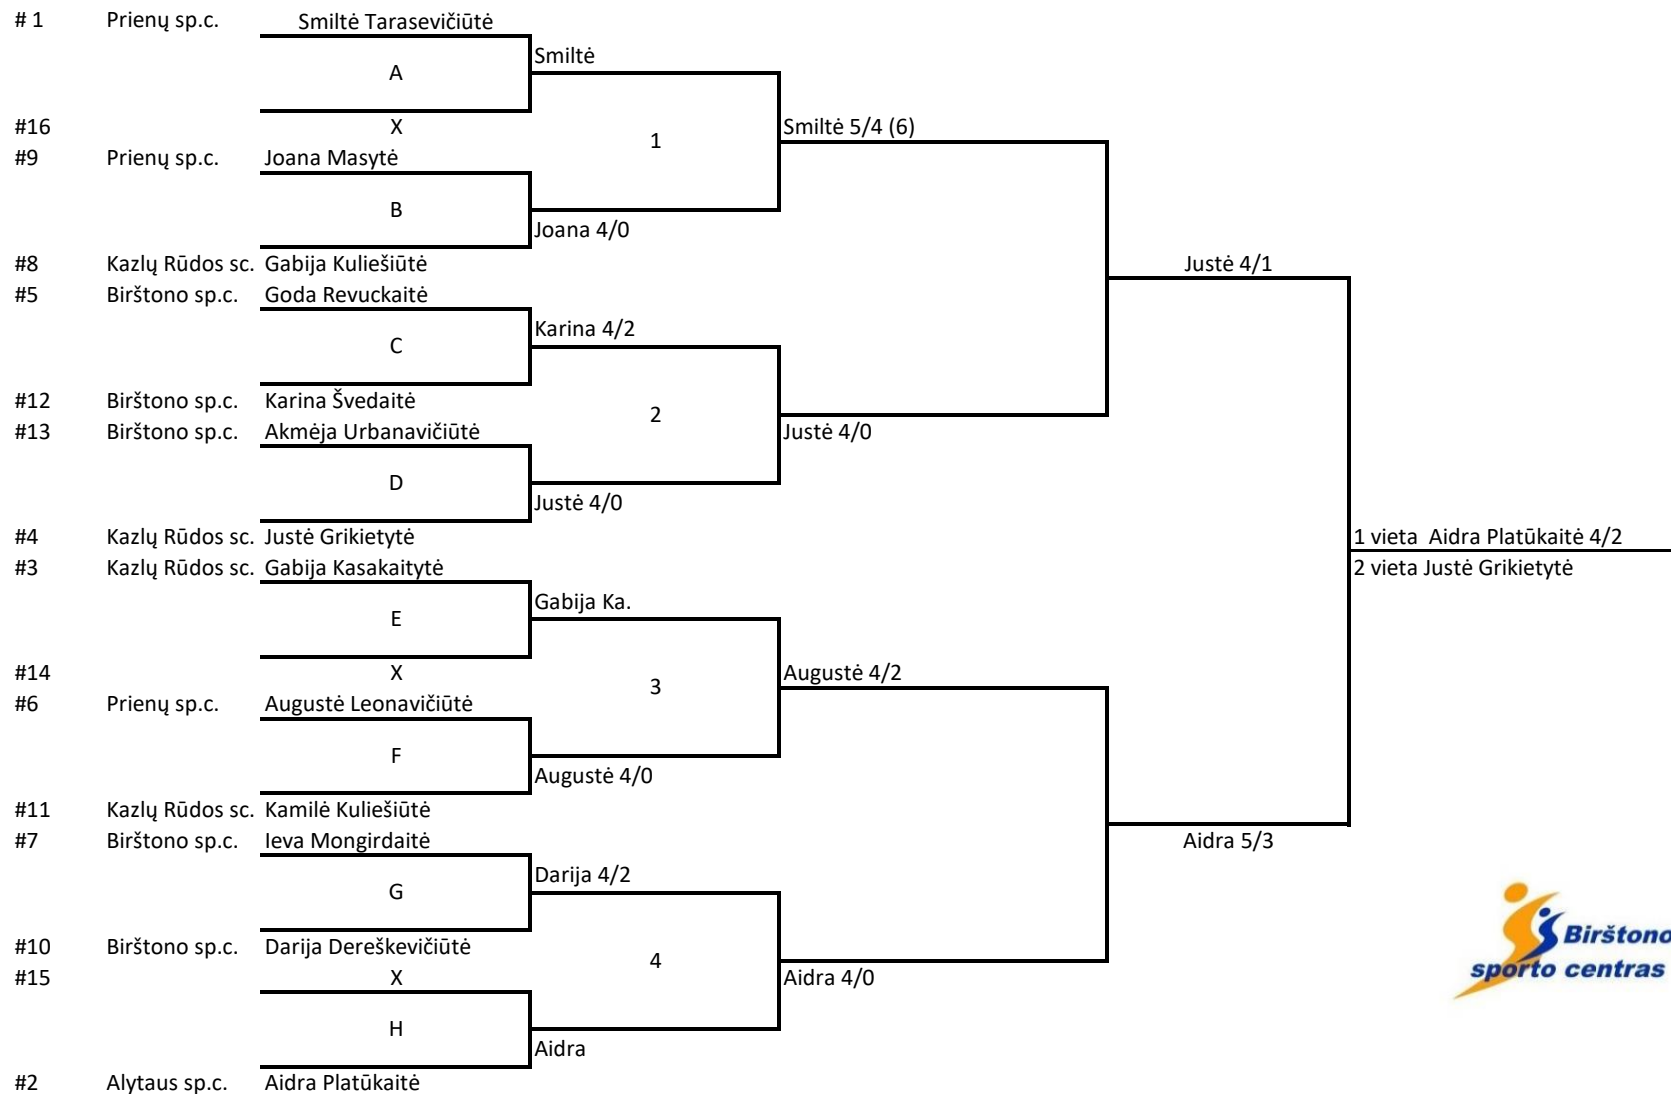 # 1 Prienų sp.c. Smiltė Tarasevičiūtė
Smiltė
A
#16 X
1
Smiltė 5/4 (6)
#9 Prienų sp.c. Joana Masytė
B
Joana 4/0
#8 Kazlų Rūdos sc. Gabija Kuliešiūtė
Justė 4/1
#5 Birštono sp.c. Goda Revuckaitė
Karina 4/2
C
#12 Birštono sp.c. Karina Švedaitė
2
#13 Birštono sp.c. Akmėja Urbanavičiūtė
Justė 4/0
D
Justė 4/0
#4 Kazlų Rūdos sc. Justė Grikietytė
1 vieta Aidra Platūkaitė 4/2
#3 Kazlų Rūdos sc. Gabija Kasakaitytė
2 vieta Justė Grikietytė
Gabija Ka.
E
#14 X
Augustė 4/2
3
#6 Prienų sp.c. Augustė Leonavičiūtė
F
Augustė 4/0
#11 Kazlų Rūdos sc. Kamilė Kuliešiūtė
#7 Birštono sp.c. Ieva Mongirdaitė
Aidra 5/3
Darija 4/2
G
#10 Birštono sp.c. Darija Dereškevičiūtė
4
#15 X
Aidra 4/0
H
Aidra
#2 Alytaus sp.c. Aidra Platūkaitė
Birštono
sporto centras